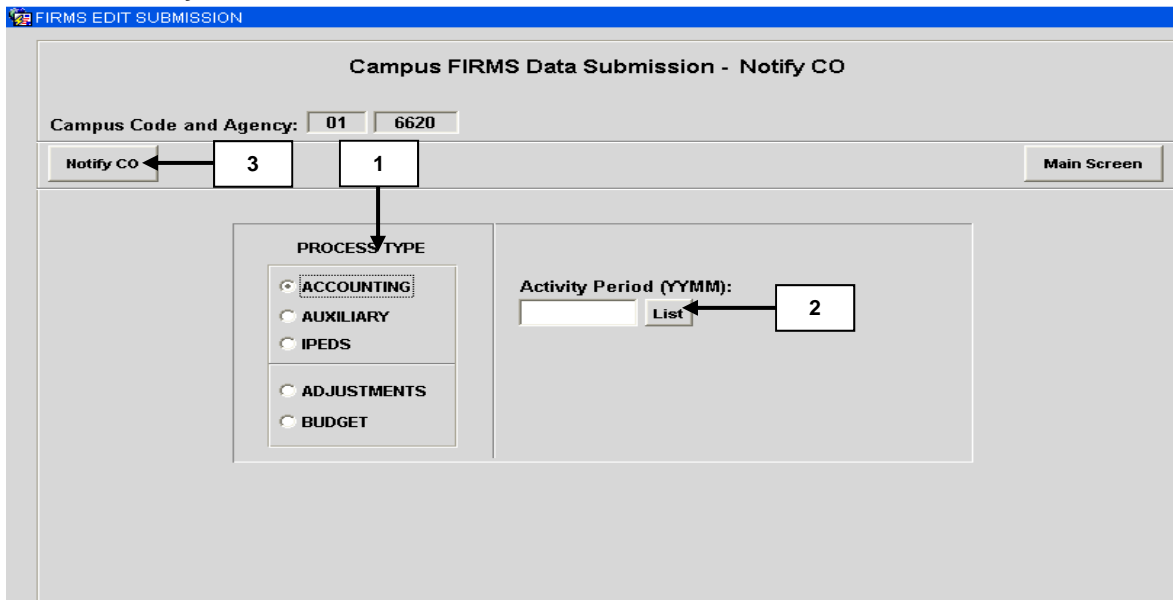 FIRMS EDIT SUBMISSION
Campus FIRMS Data Submission - Notify CO
Campus Code and Agency: 01 6620
Notify CO 3 1 Main Screen
PROCESS TYPE
ACCOUNTING
AUXILIARY
IPEDS
ADJUSTMENTS
BUDGET
Activity Period (YYMM):
List 2